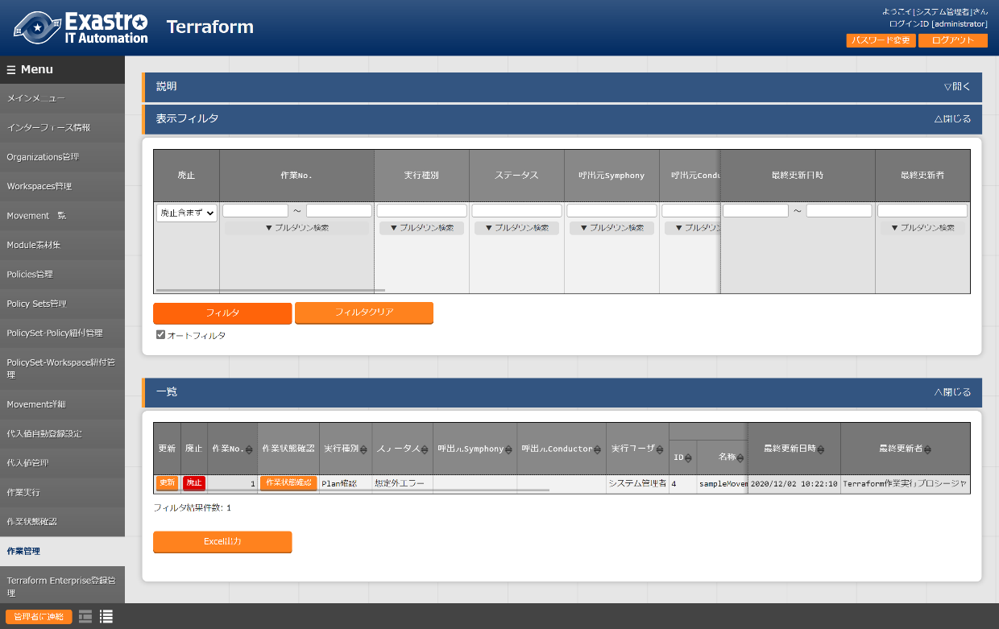 Exastro
IT Automation
Terraform
ようこそ[システム管理者]さん
ログインID [administrator]
パスワード変更
ログアウト
Menu
メインメニュー
インターフェース情報
Organizations管理
Workspaces管理
Movement一覧
Module素材集
Policies管理
Policy Sets管理
PolicySet-Policy紐付管理
PolicySet-Workspace紐付管
理
Movement詳細
代入値自動登録設定
代入値管理
作業実行
作業状態確認
作業管理
Terraform Enterprise登録管
理
管理者に連絡
説明
▽開く
表示フィルタ
△閉じる
廃止
作業No.
実行種別
ステータス
呼出元Symphony
呼出元Condu
最終更新日時
最終更新者
廃止含まず
～
～
▼ プルダウン検索
▼ プルダウン検索
▼ プルダウン検索
▼ プルダウン検索
▼ プルダウン
▼ プルダウン検索
フィルタ
フィルタクリア
オートフィルタ
一覧
△閉じる
更新
廃止
作業No.
作業状態確認
実行種別
ステータス
呼出元Symphony
呼出元Conductor
実行ユーザ
ID
名称
最終更新日時
最終更新者
更新
廃止
1
作業状態確認
Plan確認
想定外エラー
システム管理者
4
sampleMovem
2020/12/02 10:22:10
Terraform作業実行プロシージャ
フィルタ結果件数: 1
Excel出力